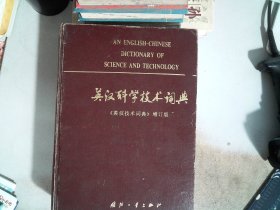 AN ENGLISH-CHINESE
DICTIONARY OF
SCIENCE AND TECHNOLOGY
英汉科学技术词典
《英汉技术词典》增订版
国防工业出版社